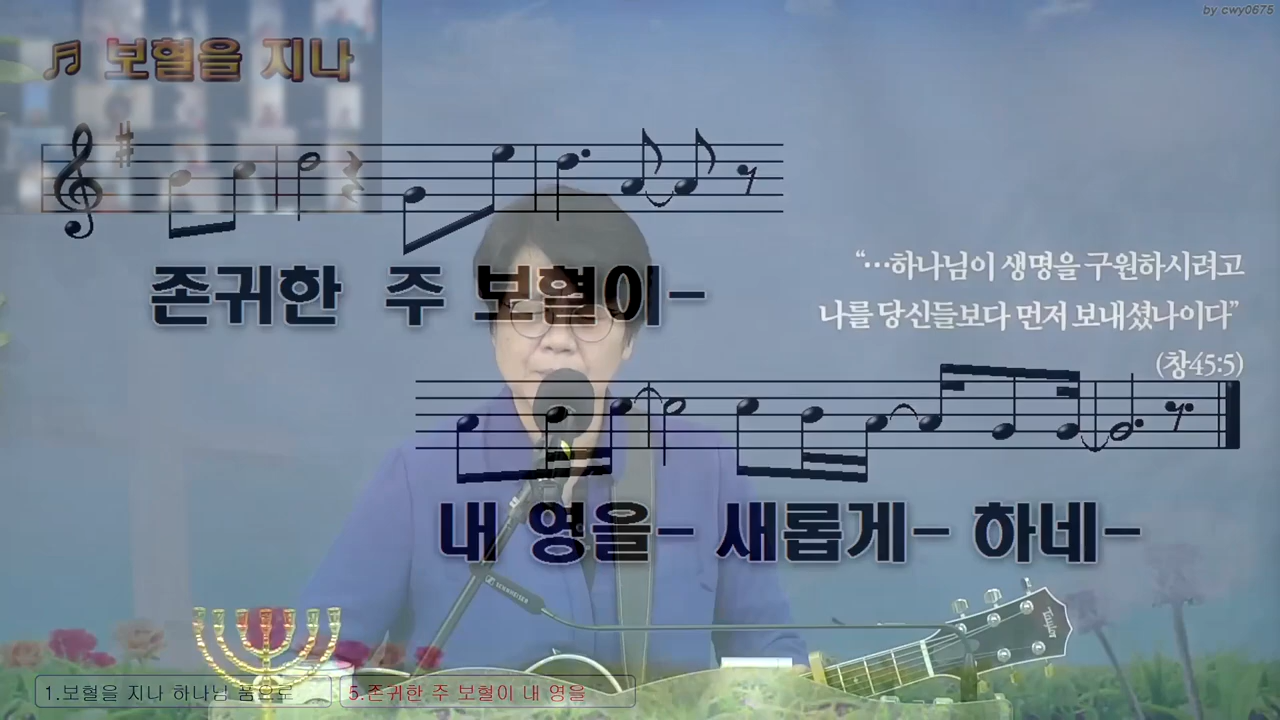 by cwy0675
♬ 보혈을 지나
존귀한 주 보혈이-
“…하나님이 생명을 구원하시려고
나를 당신들보다 먼저 보내셨나이다”
(창45:5)
내 영을- 새롭게- 하네-
SENNHEISER
Taylor
1.보혈을 지나 하나님 품으로
5.존귀한 주 보혈이 내 영을